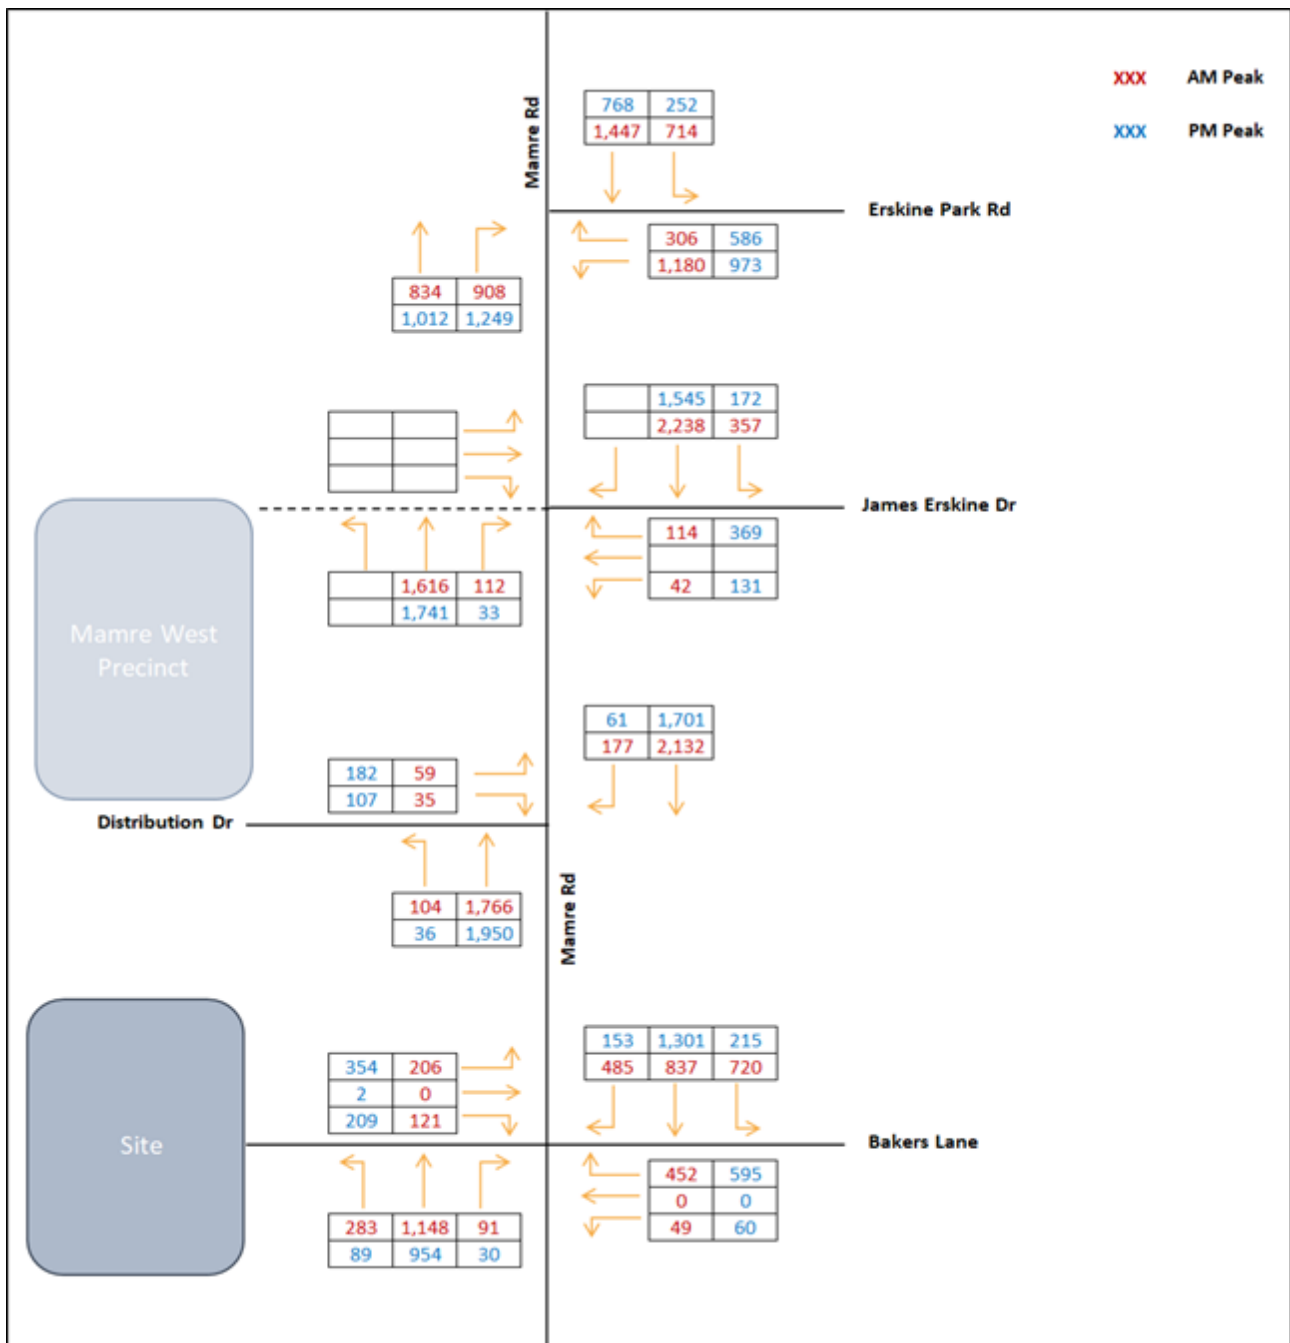 XXX AM Peak
XXX PM Peak
Mamre Rd
768 252
1,447 714
Erskine Park Rd
306 586
1,180 973
834 908
1,012 1,249
1,545 172
2,238 357
James Erskine Dr
114 369
42 131
1,616 112
1,741 33
Mamre West
Precinct
61 1,701
177 2,132
182 59
107 35
Distribution Dr
104 1,766
36 1,950
Mamre Rd
153 1,301 215
485 837 720
354 206
2 0
209 121
Site
Bakers Lane
452 595
0 0
49 60
283 1,148 91
89 954 30